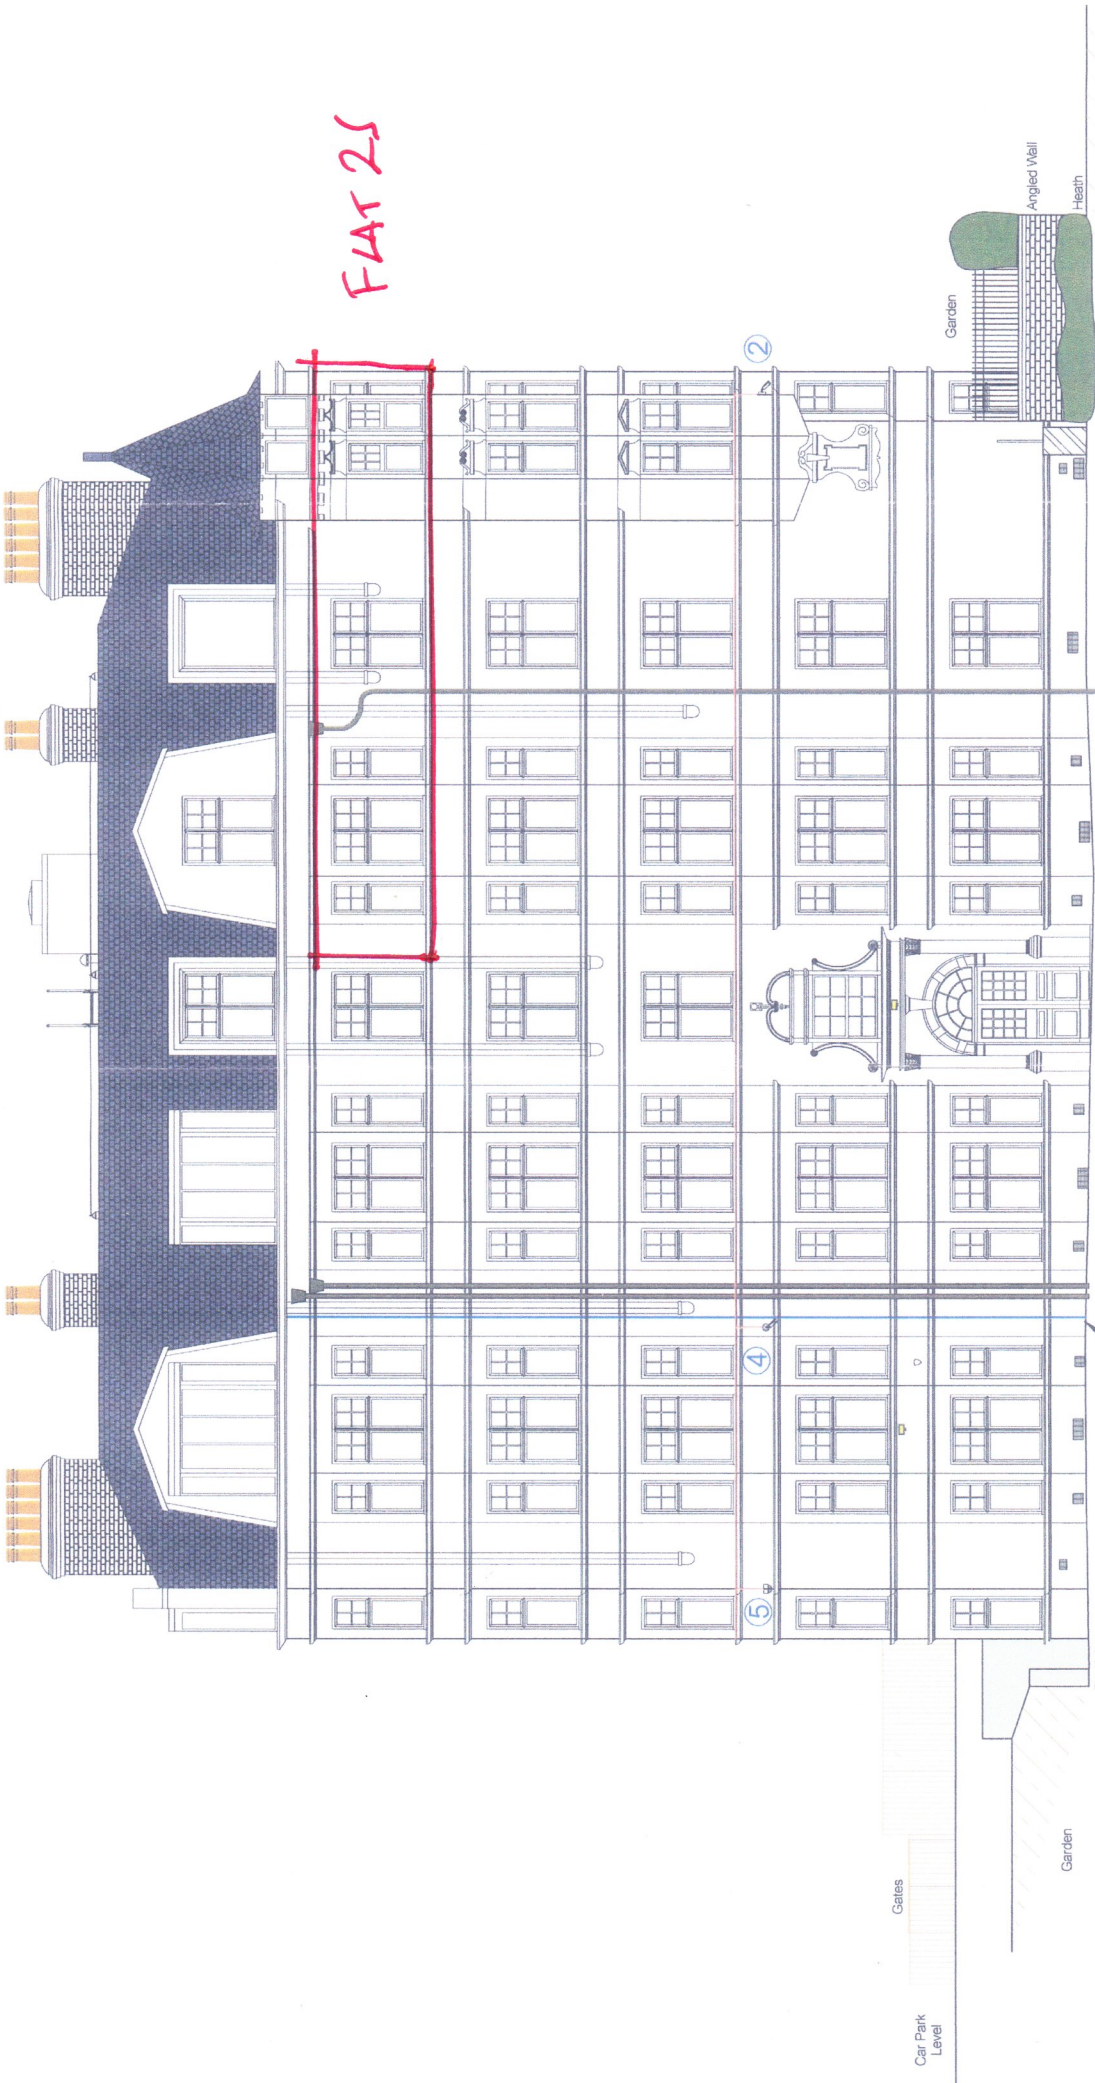 FLAT 25
Angled Wall
Heath
Garden
②
④
⑤
Gates
Garden
Car Park
Level